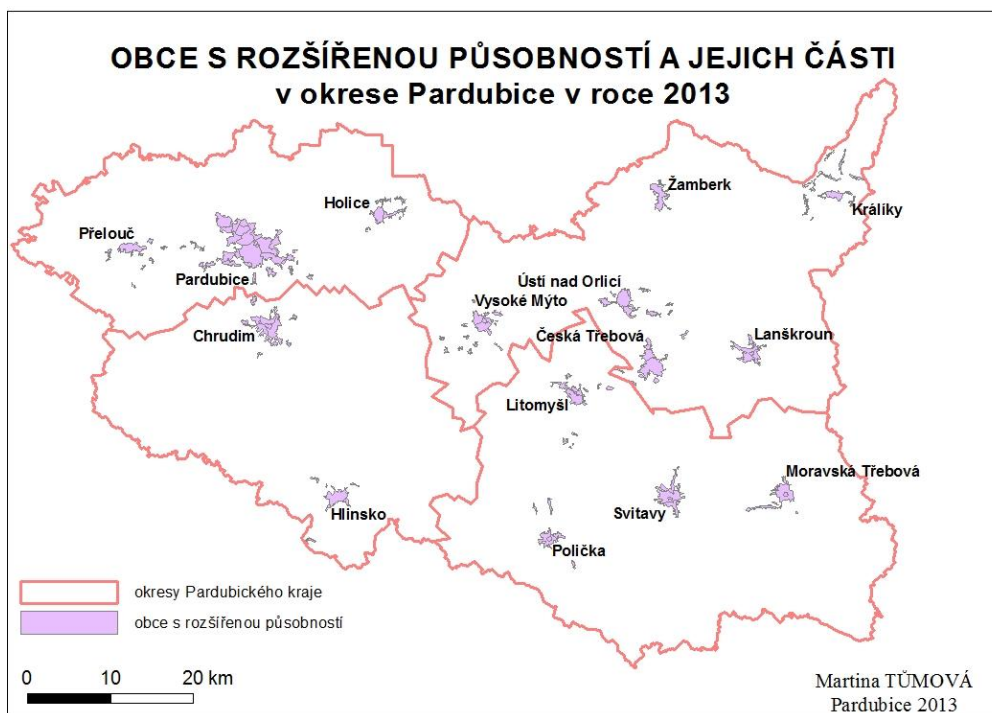 OBCE S ROZŠÍŘENOU PŮSOBNOSTÍ A JEJICH ČÁSTI
v okrese Pardubice v roce 2013
Žamberk
Králíky
Holice
Přelouč
Pardubice
Ústí nad Orlicí
Vysoké Mýto
Chrudim
Česká Třebová
Lanškroun
Litomyšl
Moravská Třebová
Hlinsko
Svitavy
Polička
okresy Pardubického kraje
obce s rozšířenou působností
0 10 20 km
Martina TŮMOVÁ
Pardubice 2013